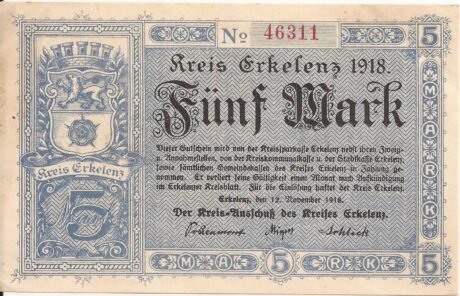 No 46311
5
Kreis Erkelenz 1918.
Fünf Mark
Dieser Gutschein wird von der Kreissparkasse Erkelenz nebst ihren Zweig-
u. Annahmestellen, von der Kreiskommunalkasse u. der Stadtkasse Erkelenz,
sowie sämtlichen Gemeindekassen des Kreises Erkelenz in Zahlung ge-
nommen. Er verliert seine Gültigkeit einen Monat nach Aufkündigung
im Erkelenzer Kreisblatt. Für die Einlösung haftet der Kreis Erkelenz.
Erkelenz, den 12. November 1918.
Der Kreis-Ausschuß des Kreises Erkelenz.
Kreis Erkelenz
5
Mark
MARK
5 MARK 5